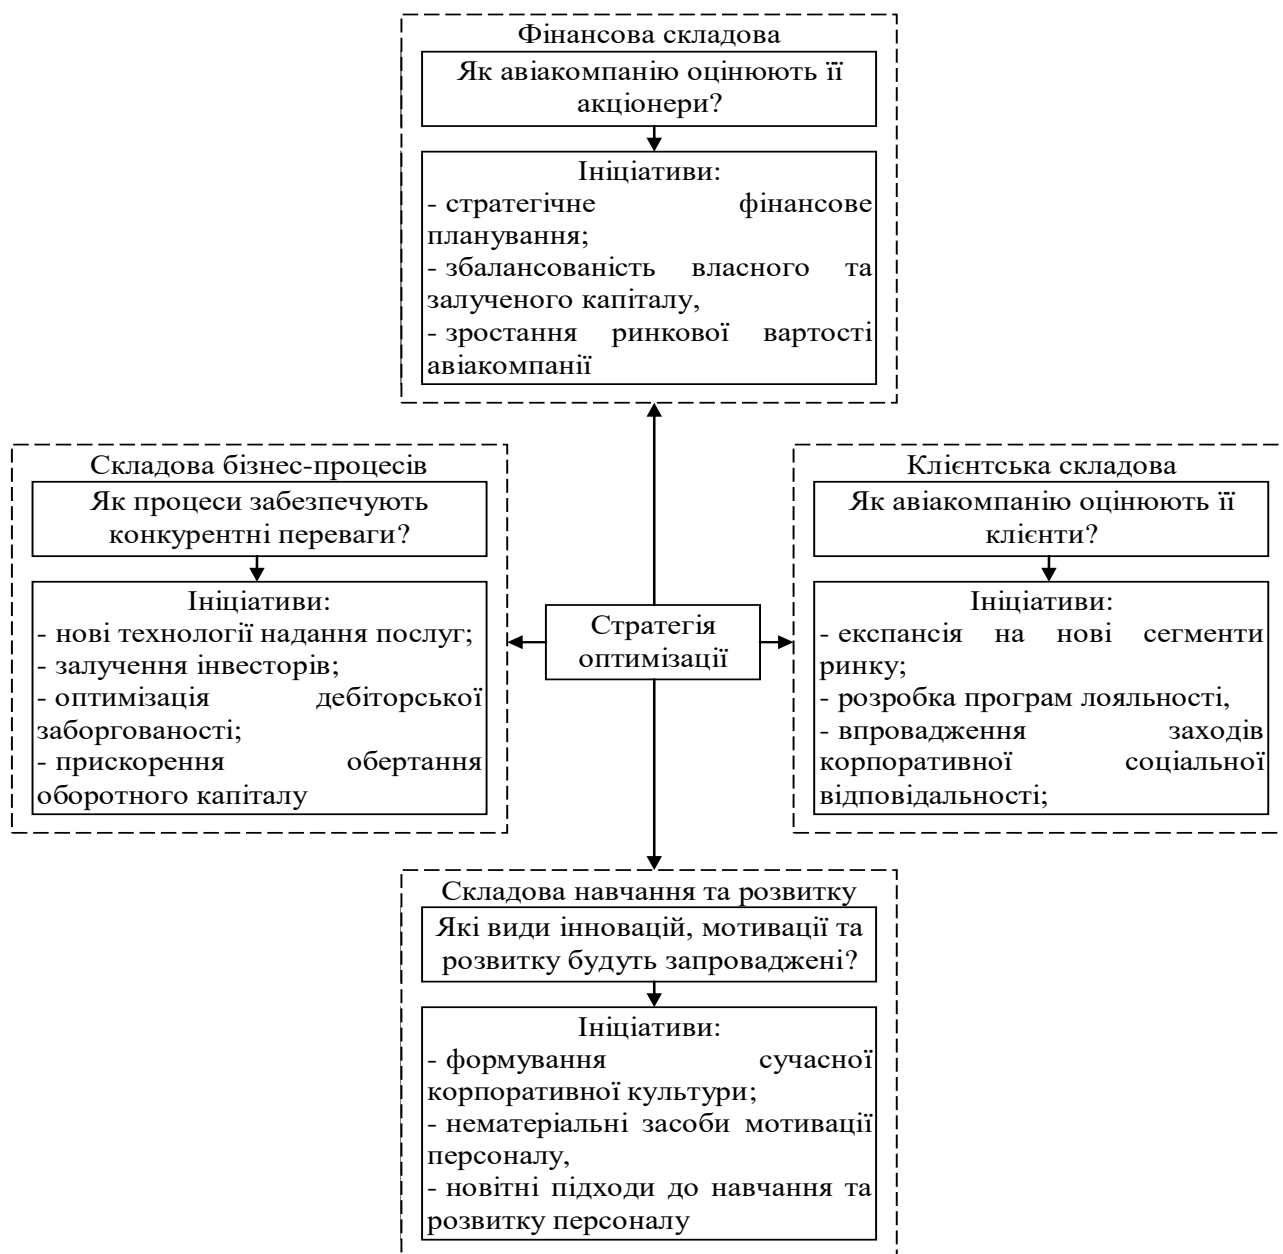 Фінансова складова
Як авіакомпанію оцінюють її
акціонери?
Ініціативи:
- стратегічне фінансове
планування;
- збалансованість власного та
залученого капіталу,
- зростання ринкової вартості
авіакомпанії
Складова бізнес-процесів
Як процеси забезпечують
конкурентні переваги?
Ініціативи:
- нові технології надання послуг;
- залучення інвесторів;
- оптимізація дебіторської
заборгованості;
- прискорення обертання
оборотного капіталу
Стратегія
оптимізації
Клієнтська складова
Як авіакомпанію оцінюють її
клієнти?
Ініціативи:
- експансія на нові сегменти
ринку;
- розробка програм лояльності,
- впровадження заходів
корпоративної соціальної
відповідальності;
Складова навчання та розвитку
Які види інновацій, мотивації та
розвитку будуть запроваджені?
Ініціативи:
- формування сучасної
корпоративної культури;
- нематеріальні засоби мотивації
персоналу,
- новітні підходи до навчання та
розвитку персоналу